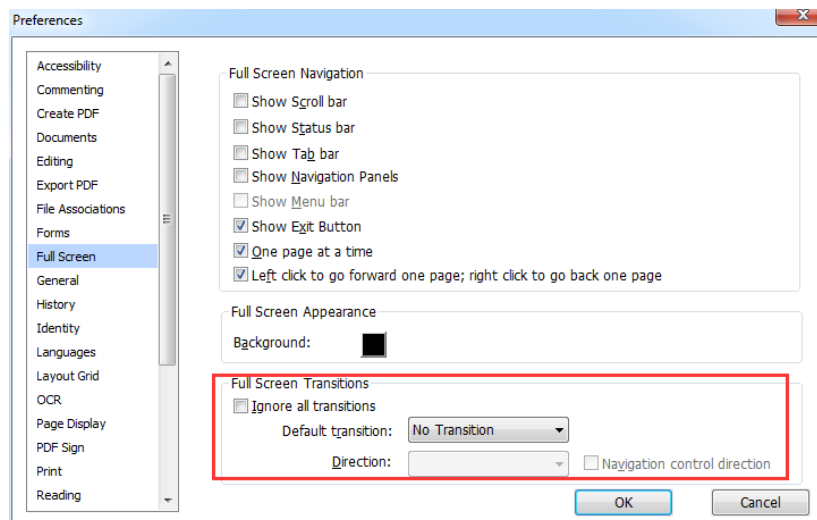 Preferences
Accessibility
Commenting
Create PDF
Documents
Editing
Export PDF
File Associations
Forms
Full Screen
General
History
Identity
Languages
Layout Grid
OCR
Page Display
PDF Sign
Print
Reading
Full Screen Navigation
Show Scroll bar
Show Status bar
Show Tab bar
Show Navigation Panels
Show Menu bar
Show Exit Button
One page at a time
Left click to go forward one page; right click to go back one page
Full Screen Appearance
Background:
Full Screen Transitions
Ignore all transitions
Default transition: No Transition
Direction: Navigation control direction
OK Cancel